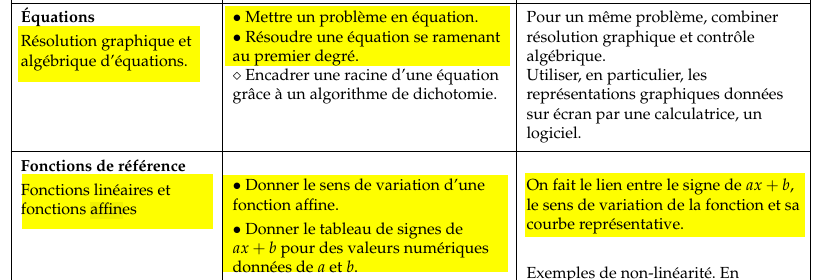 Équations
Résolution graphique et
algébrique d'équations.
● Mettre un problème en équation.
● Résoudre une équation se ramenant
au premier degré.
⋄ Encadrer une racine d'une équation
grâce à un algorithme de dichotomie.
Pour un même problème, combiner
résolution graphique et contrôle
algébrique.
Utiliser, en particulier, les
représentations graphiques données
sur écran par une calculatrice, un
logiciel.
Fonctions de référence
Fonctions linéaires et
fonctions affines
● Donner le sens de variation d'une
fonction affine.
● Donner le tableau de signes de
ax + b pour des valeurs numériques
données de a et b.
On fait le lien entre le signe de ax + b,
le sens de variation de la fonction et sa
courbe représentative.
Exemples de non-linéarité. En